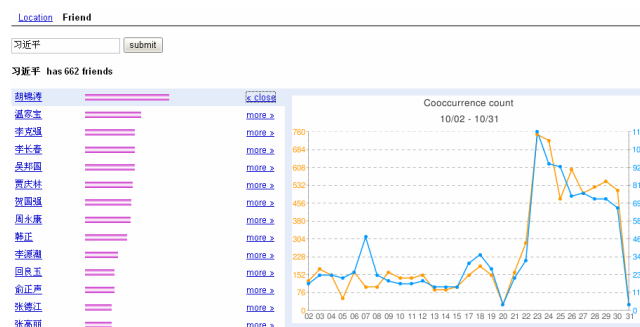 Location Friend
习近平 submit
习近平 has 662 friends
胡锦涛 « close
温家宝 more »
李克强 more »
李长春 more »
吴邦国 more »
贾庆林 more »
贺国强 more »
周永康 more »
韩正 more »
李源潮 more »
回良玉 more »
俞正声 more »
张德江 more »
张高丽 more »
Cooccurrence count
10/02 - 10/31
760
684
608
532
456
380
304
228
152
76
0
02 03 04 05 06 07 08 09 10 11 12 13 14 15 16 17 18 19 20 21 22 23 24 25 26 27 28 29 30 31